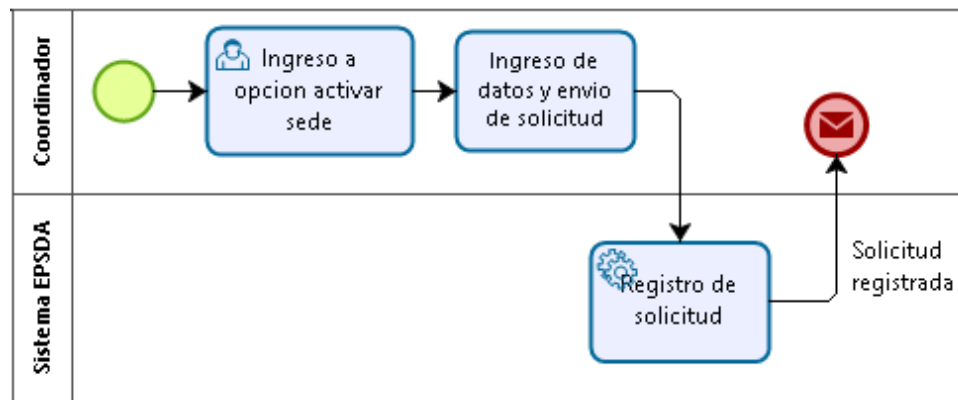 Coordinador
Ingreso a
opcion activar
sede
Ingreso de
datos y envio
de solicitud
Sistema EPSDA
Registro de
solicitud
Solicitud
registrada